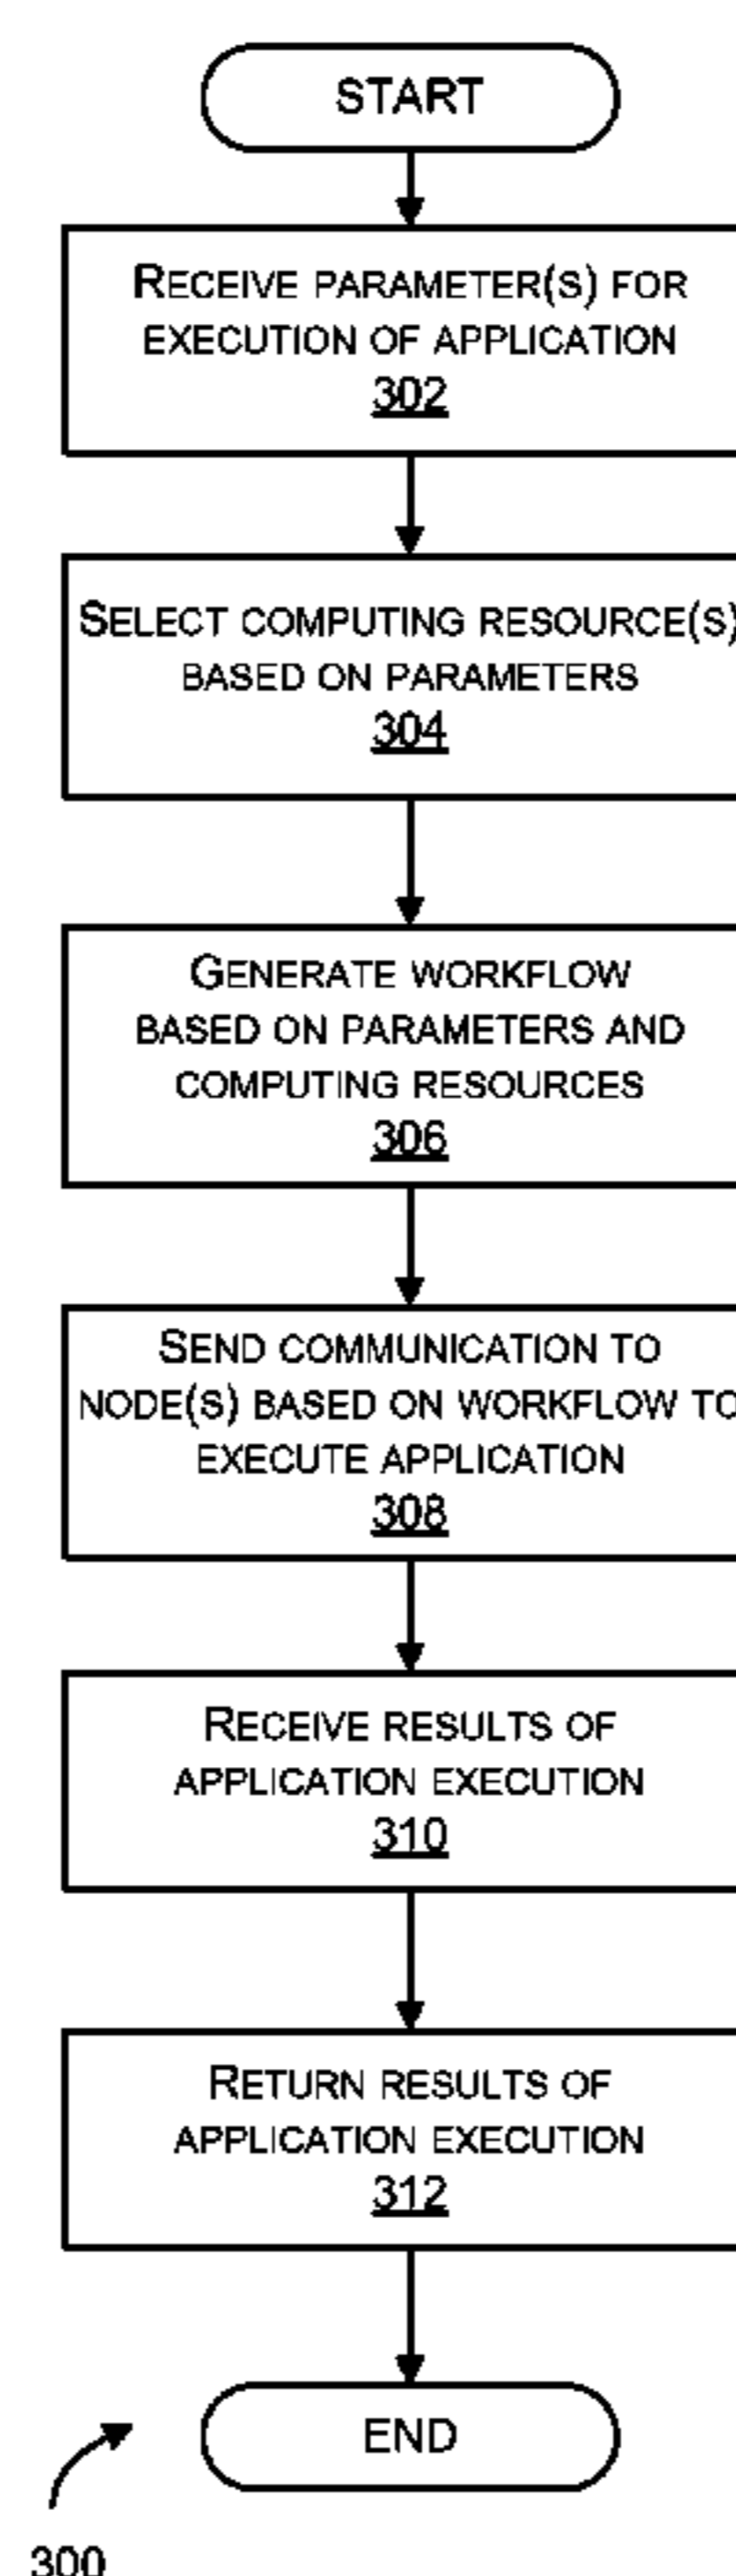 START
RECEIVE PARAMETER(S) FOR
EXECUTION OF APPLICATION
302
SELECT COMPUTING RESOURCE(S)
BASED ON PARAMETERS
304
GENERATE WORKFLOW
BASED ON PARAMETERS AND
COMPUTING RESOURCES
306
SEND COMMUNICATION TO
NODE(S) BASED ON WORKFLOW TO
EXECUTE APPLICATION
308
RECEIVE RESULTS OF
APPLICATION EXECUTION
310
RETURN RESULTS OF
APPLICATION EXECUTION
312
END
300